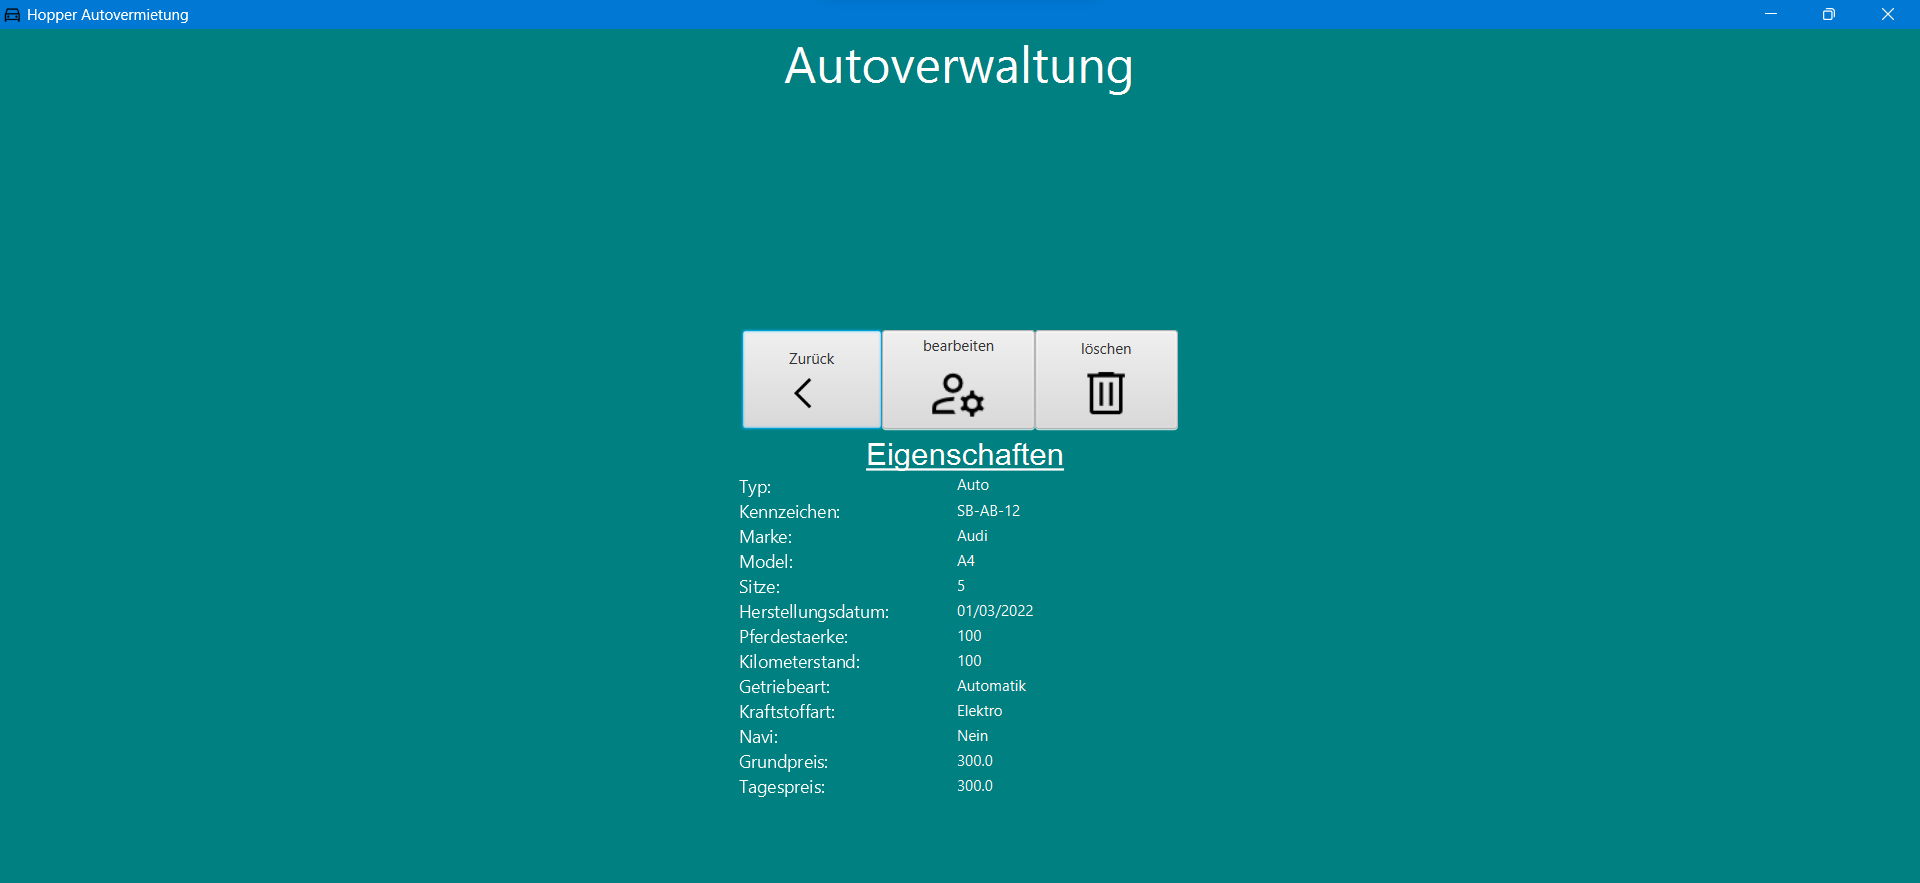 Hopper Autovermietung
Autoverwaltung
Zurück
bearbeiten
löschen
Eigenschaften
Typ: Auto
Kennzeichen: SB-AB-12
Marke: Audi
Model: A4
Sitze: 5
Herstellungsdatum: 01/03/2022
Pferdestaerke: 100
Kilometerstand: 100
Getriebeart: Automatik
Kraftstoffart: Elektro
Navi: Nein
Grundpreis: 300.0
Tagespreis: 300.0